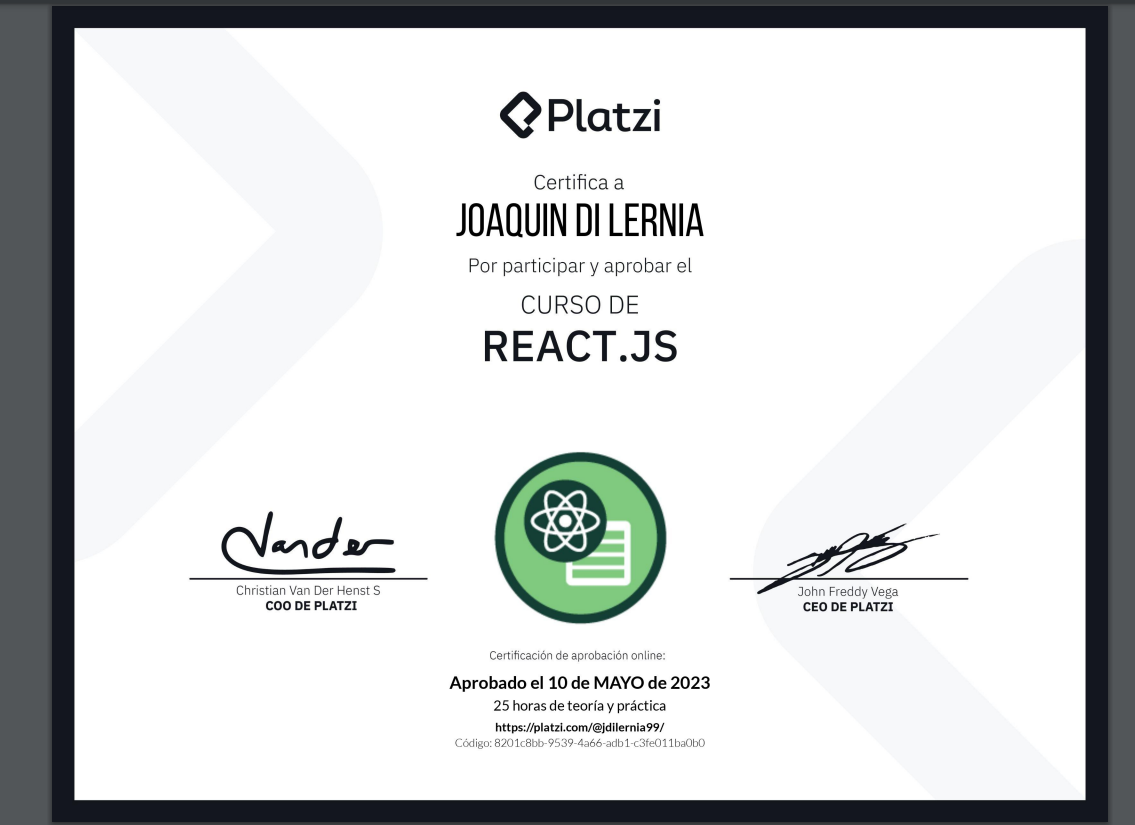 Platzi
Certifica a
JOAQUIN DI LERNIA
Por participar y aprobar el
CURSO DE
REACT.JS
Vander
Christian Van Der Henst S
COO DE PLATZI
John Freddy Vega
CEO DE PLATZI
Certificación de aprobación online:
Aprobado el 10 de MAYO de 2023
25 horas de teoría y práctica
https://platzi.com/@jdilernia99/
Código: 8201c8bb-9539-4a66-adb1-c3fe011ba0b0